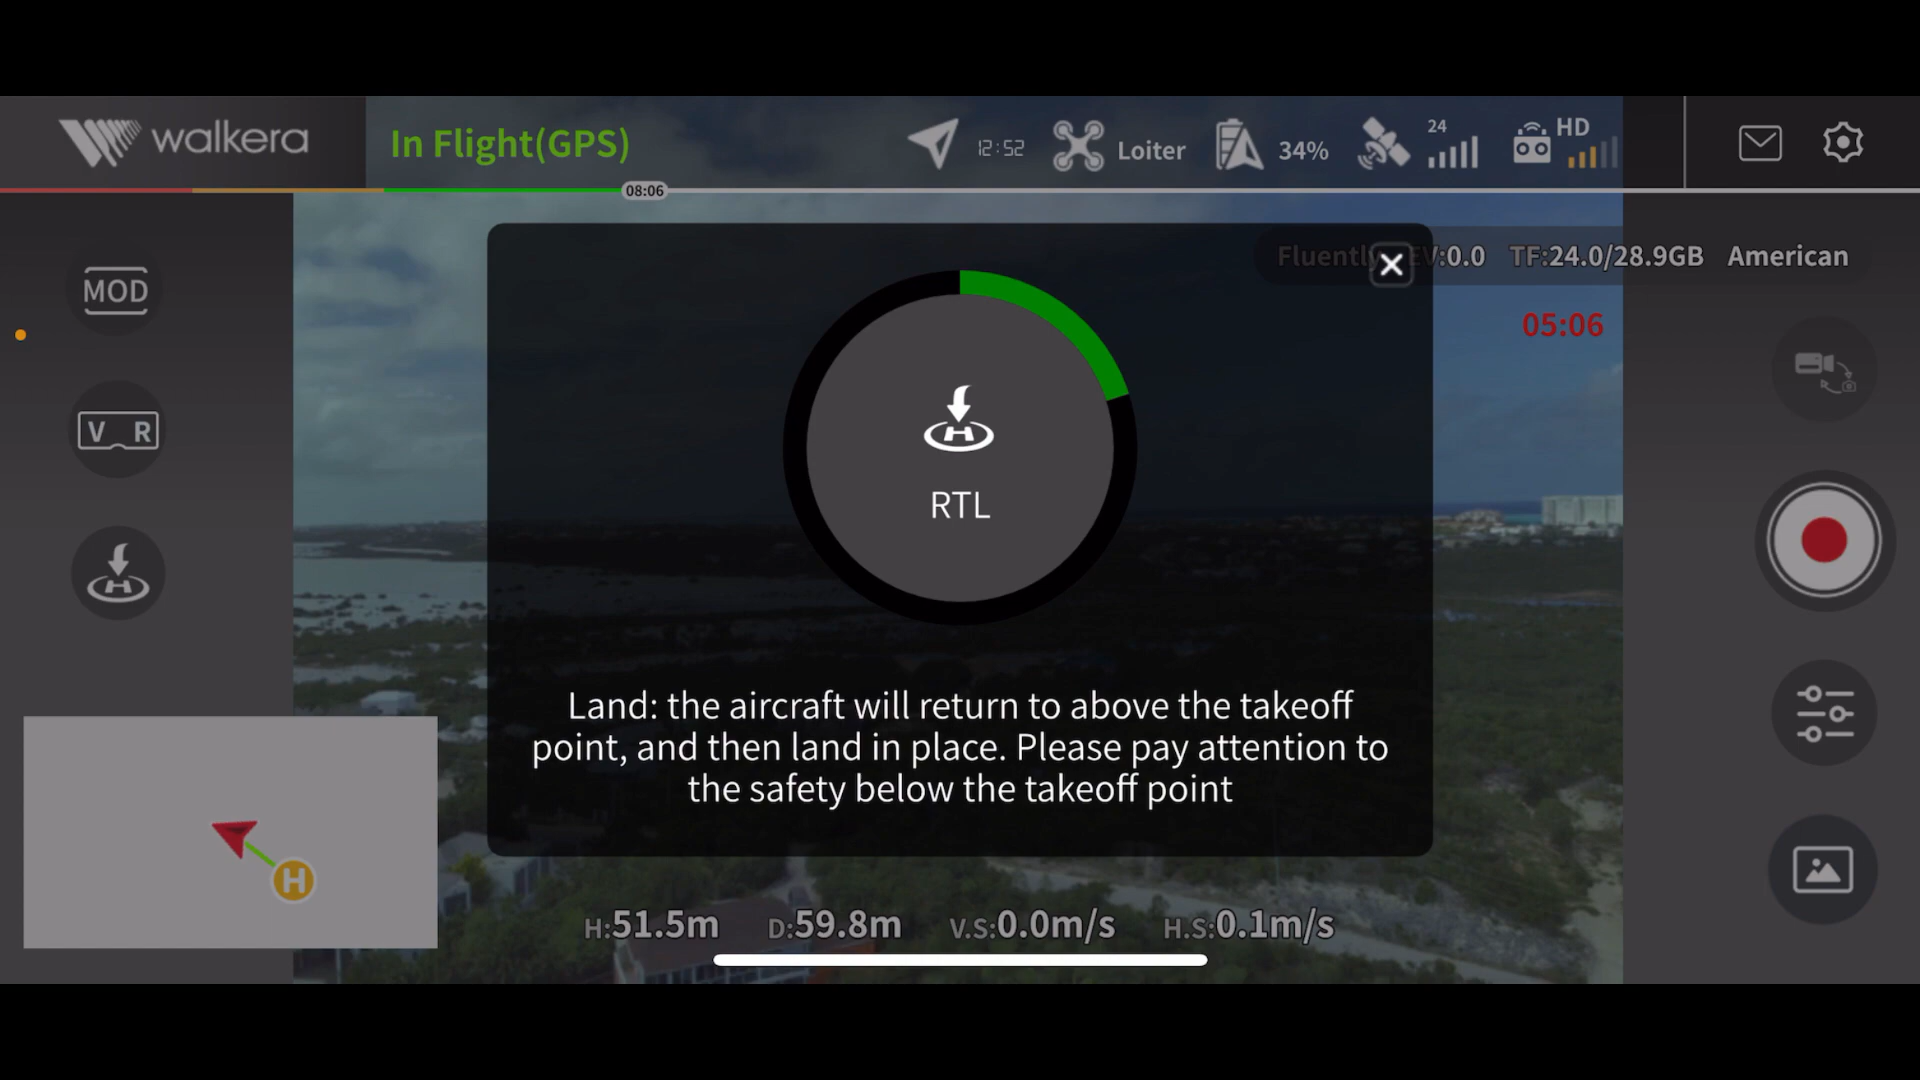 walkera
In Flight(GPS)
12:52
Loiter
34%
24
HD
08:06
MOD
Fluently EV:0.0 TF:24.0/28.9GB American
05:06
V R
H
RTL
Land: the aircraft will return to above the takeoff
point, and then land in place. Please pay attention to
the safety below the takeoff point
H
H
H:51.5m D:59.8m V.S:0.0m/s H.S:0.1m/s